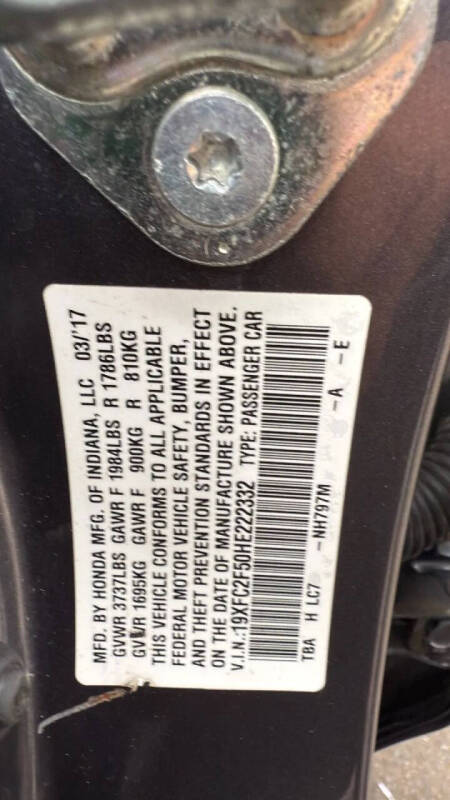 MFD. BY HONDA MFG. OF INDIANA, LLC 03/'17
GVWR 3737LBS GAWR F 1984LBS R 1786LBS
GVWR 1695KG GAWR F 900KG R 810KG
THIS VEHICLE CONFORMS TO ALL APPLICABLE
FEDERAL MOTOR VEHICLE SAFETY, BUMPER,
AND THEFT PREVENTION STANDARDS IN EFFECT
ON THE DATE OF MANUFACTURE SHOWN ABOVE.
V.I.N.:19XFC2F50HE222332 TYPE: PASSENGER CAR
TBA H LC7 -NH797M -A -E